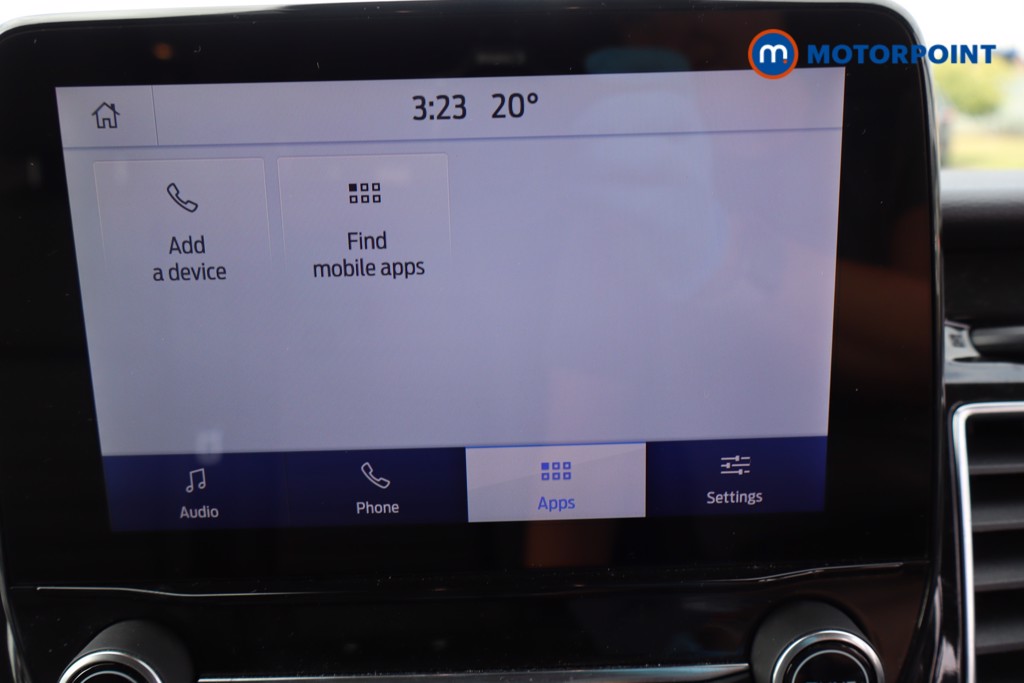 MOTORPOINT
3:23 20°
Add
a device
Find
mobile apps
Audio
Phone
Apps
Settings